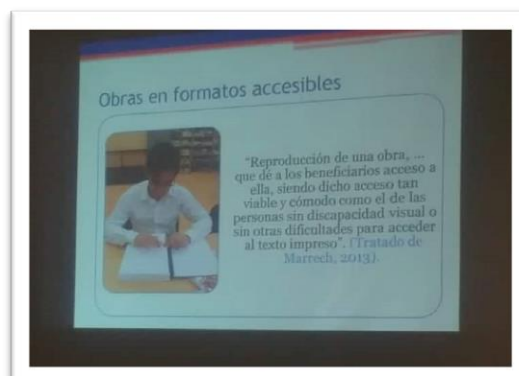 Obras en formatos accesibles
“Reproducción de una obra, ...
que dé a los beneficiarios acceso a
ella, siendo dicho acceso tan
viable y cómodo como el de las
personas sin discapacidad visual o
sin otras dificultades para acceder
al texto impreso”. (Tratado de
Marrech, 2013).